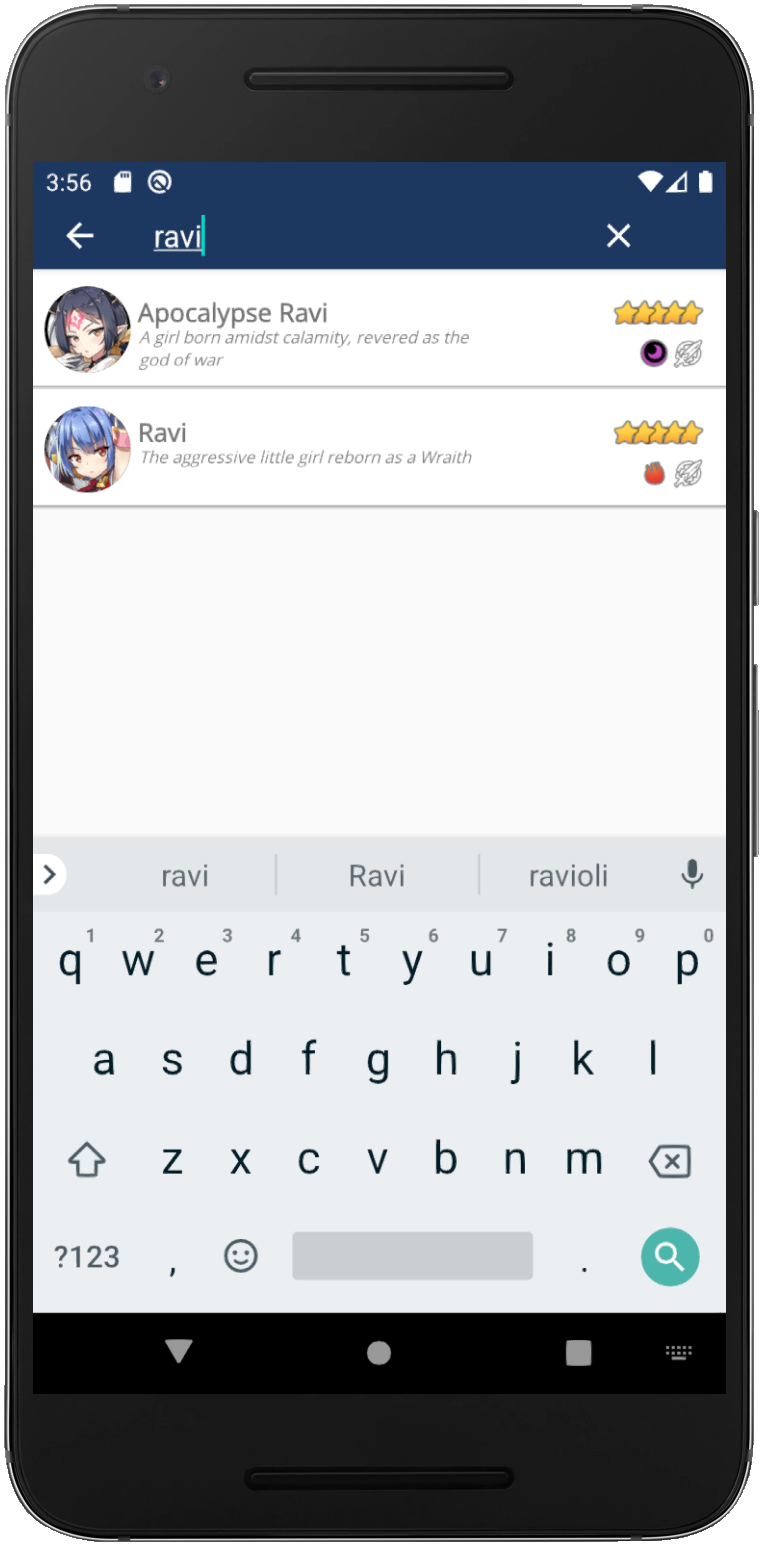 3:56
ravi
Apocalypse Ravi
A girl born amidst calamity, revered as the
god of war
Ravi
The aggressive little girl reborn as a Wraith
ravi Ravi ravioli
1 2 3 4 5 6 7 8 9 0
q w e r t y u i o p
a s d f g h j k l
z x c v b n m
?123 , .